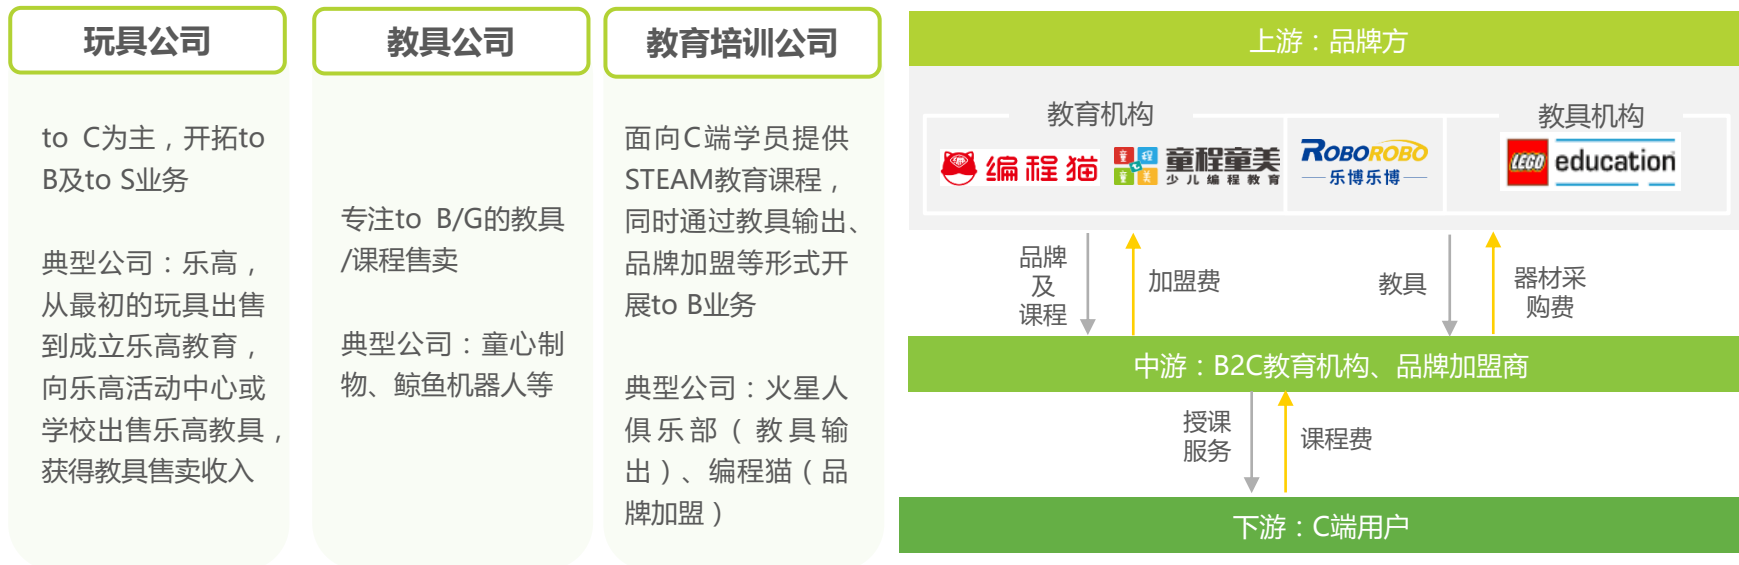 玩具公司
to C为主，开拓to
B及to S业务
典型公司：乐高，
从最初的玩具出售
到成立乐高教育，
向乐高活动中心或
学校出售乐高教具，
获得教具售卖收入
教具公司
专注to B/G的教具
/课程售卖
典型公司：童心制
物、鲸鱼机器人等
教育培训公司
面向C端学员提供
STEAM教育课程，
同时通过教具输出、
品牌加盟等形式开
展to B业务
典型公司：火星人
俱乐部（教具输
出）、编程猫（品
牌加盟）
上游：品牌方
教育机构
教具机构
编程猫
童程童美
童程童美
少儿编程教育
ROBOROBO
乐博乐博
LEGO education
品牌
及
课程
加盟费
教具
器材采
购费
中游：B2C教育机构、品牌加盟商
授课
服务
课程费
下游：C端用户